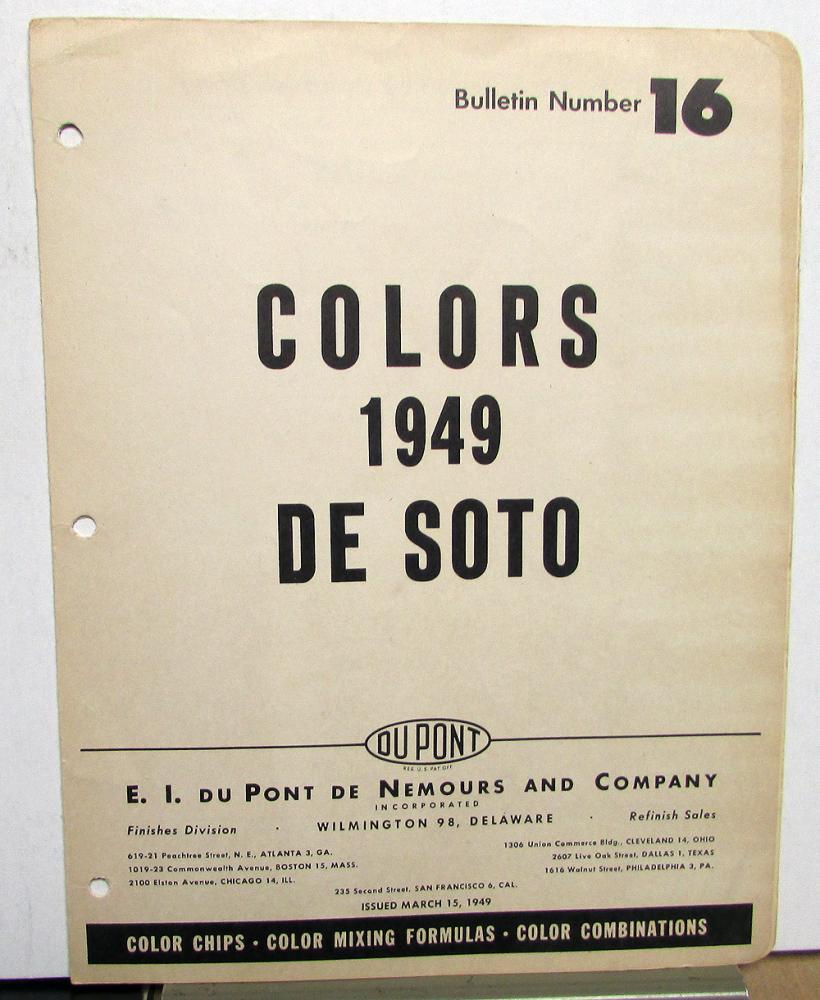 Bulletin Number 16
COLORS
1949
DE SOTO
DU PONT
REG. U.S. PAT. OFF.
E. I. DU PONT DE NEMOURS AND COMPANY
INCORPORATED
Finishes Division · WILMINGTON 98, DELAWARE · Refinish Sales
619-21 Peachtree Street, N. E., ATLANTA 3, GA.
1019-23 Commonwealth Avenue, BOSTON 15, MASS.
2100 Elston Avenue, CHICAGO 14, ILL.
1306 Union Commerce Bldg., CLEVELAND 14, OHIO
2607 Live Oak Street, DALLAS 1, TEXAS
1616 Walnut Street, PHILADELPHIA 3, PA.
235 Second Street, SAN FRANCISCO 6, CAL.
ISSUED MARCH 15, 1949
COLOR CHIPS · COLOR MIXING FORMULAS · COLOR COMBINATIONS